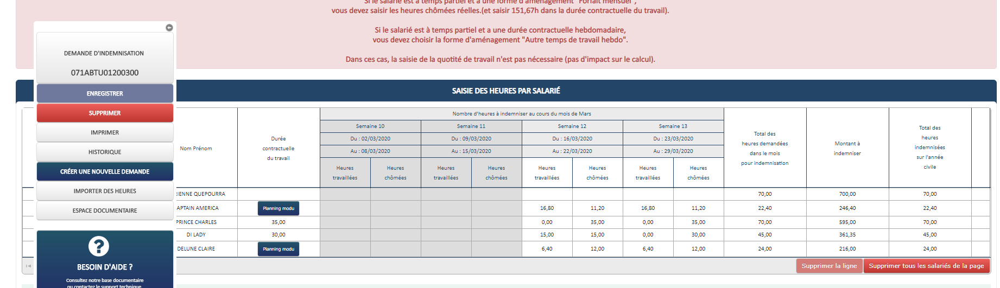 Si le salarié est à temps partiel et a une forme d'aménagement "Forfait mensuel",
vous devez saisir les heures chômées réelles.(et saisir 151,67h dans la durée contractuelle du travail).
Si le salarié est à temps partiel et a une durée contractuelle hebdomadaire,
vous devez choisir la forme d'aménagement "Autre temps de travail hebdo".
Dans ces cas, la saisie de la quotité de travail n'est pas nécessaire (pas d'impact sur le calcul).
DEMANDE D'INDEMNISATION
071ABTU01200300
ENREGISTRER
SUPPRIMER
IMPRIMER
HISTORIQUE
CRÉER UNE NOUVELLE DEMANDE
IMPORTER DES HEURES
ESPACE DOCUMENTAIRE
?
BESOIN D'AIDE ?
Consultez notre base documentaire
ou contactez le support technique
SAISIE DES HEURES PAR SALARIÉ
Nom Prénom
Durée
contractuelle
du travail
Nombre d'heures à indemniser au cours du mois de Mars
Semaine 10 Semaine 11 Semaine 12 Semaine 13
Du : 02/03/2020 Du : 09/03/2020 Du : 16/03/2020 Du : 23/03/2020
Au : 08/03/2020 Au : 15/03/2020 Au : 22/03/2020 Au : 29/03/2020
Heures Heures Heures Heures Heures Heures Heures Heures
travaillées chômées travaillées chômées travaillées chômées travaillées chômées
Total des
heures demandées
dans le mois
pour indemnisation
Montant à
indemniser
Total des
heures
indemnisées
sur l'année
civile
RIENNE QUEPOURRA 70,00 700,00 70,00
APTAIN AMERICA Planning modu 16,80 11,20 16,80 11,20 22,40 246,40 22,40
PRINCE CHARLES 35,00 0,00 35,00 0,00 35,00 70,00 595,00 70,00
DI LADY 30,00 15,00 15,00 0,00 30,00 45,00 361,35 45,00
DELUNE CLAIRE Planning modu 6,40 12,00 6,40 12,00 24,00 216,00 24,00
Supprimer la ligne Supprimer tous les salariés de la page